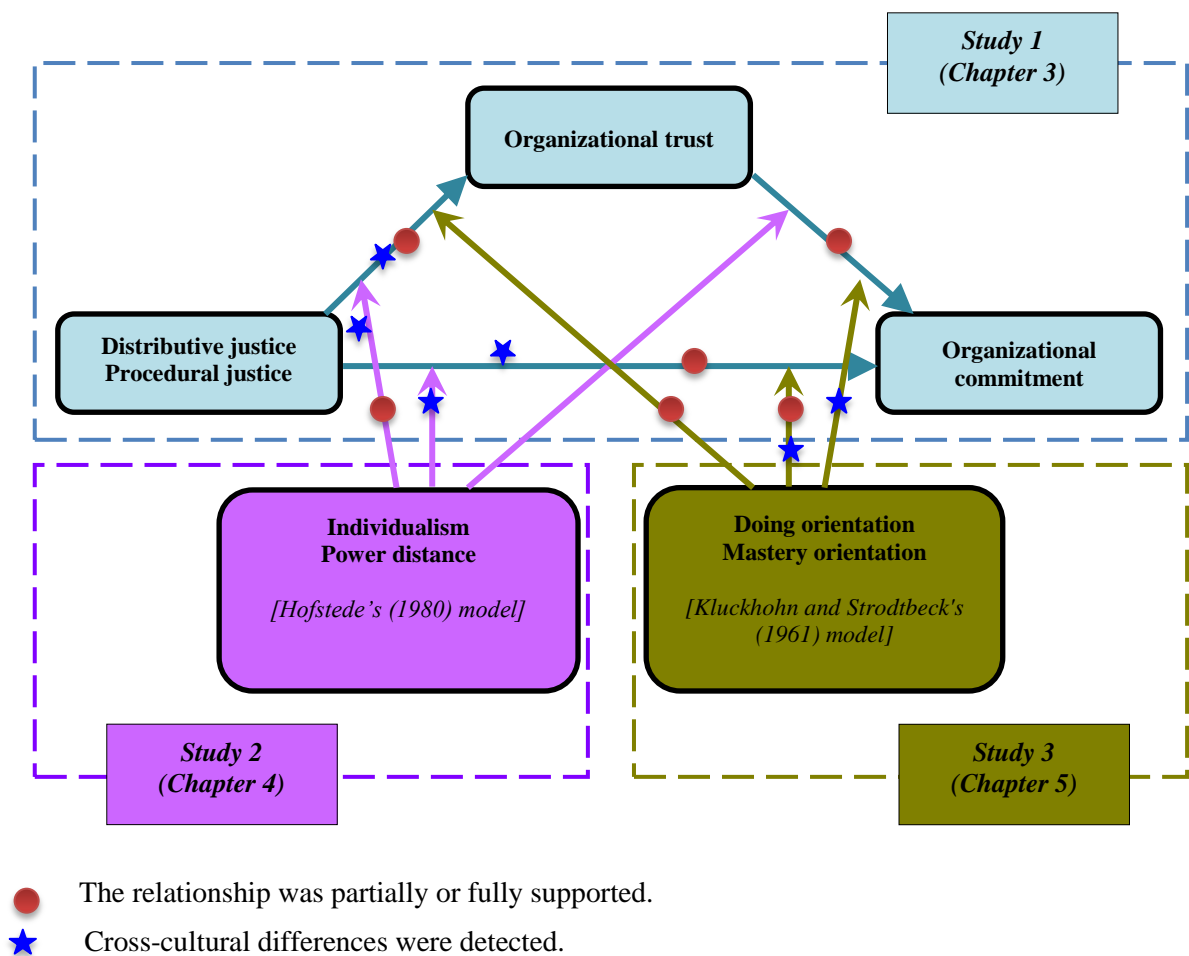 Study 1
(Chapter 3)
Organizational trust
Distributive justice
Procedural justice
Organizational
commitment
Individualism
Power distance
[Hofstede’s (1980) model]
Doing orientation
Mastery orientation
[Kluckhohn and Strodtbeck's
(1961) model]
Study 2
(Chapter 4)
Study 3
(Chapter 5)
The relationship was partially or fully supported.
Cross-cultural differences were detected.